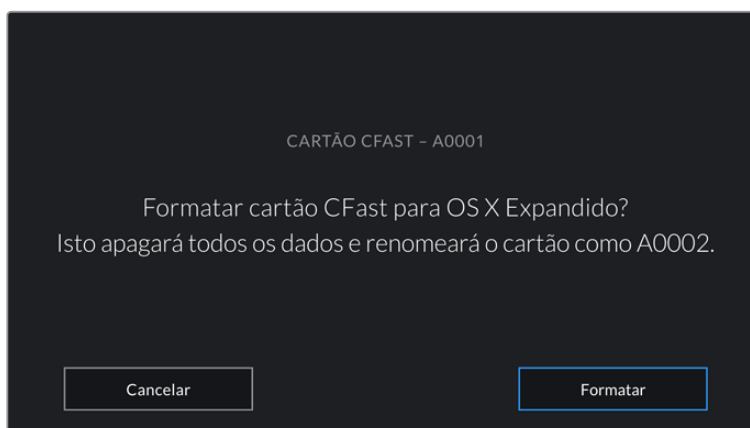 CARTÃO CFAST – A0001
Formatar cartão CFast para OS X Expandido?
Isto apagará todos os dados e renomeará o cartão como A0002.
Cancelar
Formatar